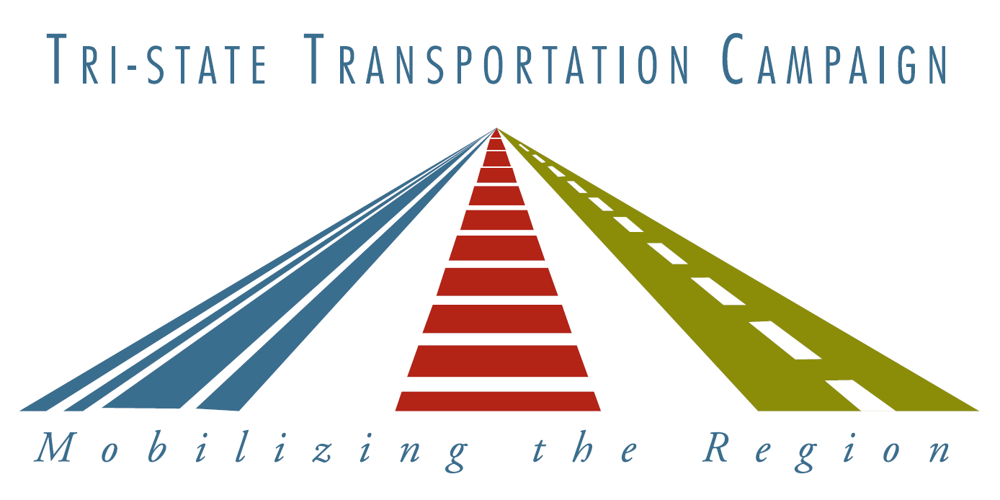 Tri-state Transportation Campaign
Mobilizing the Region